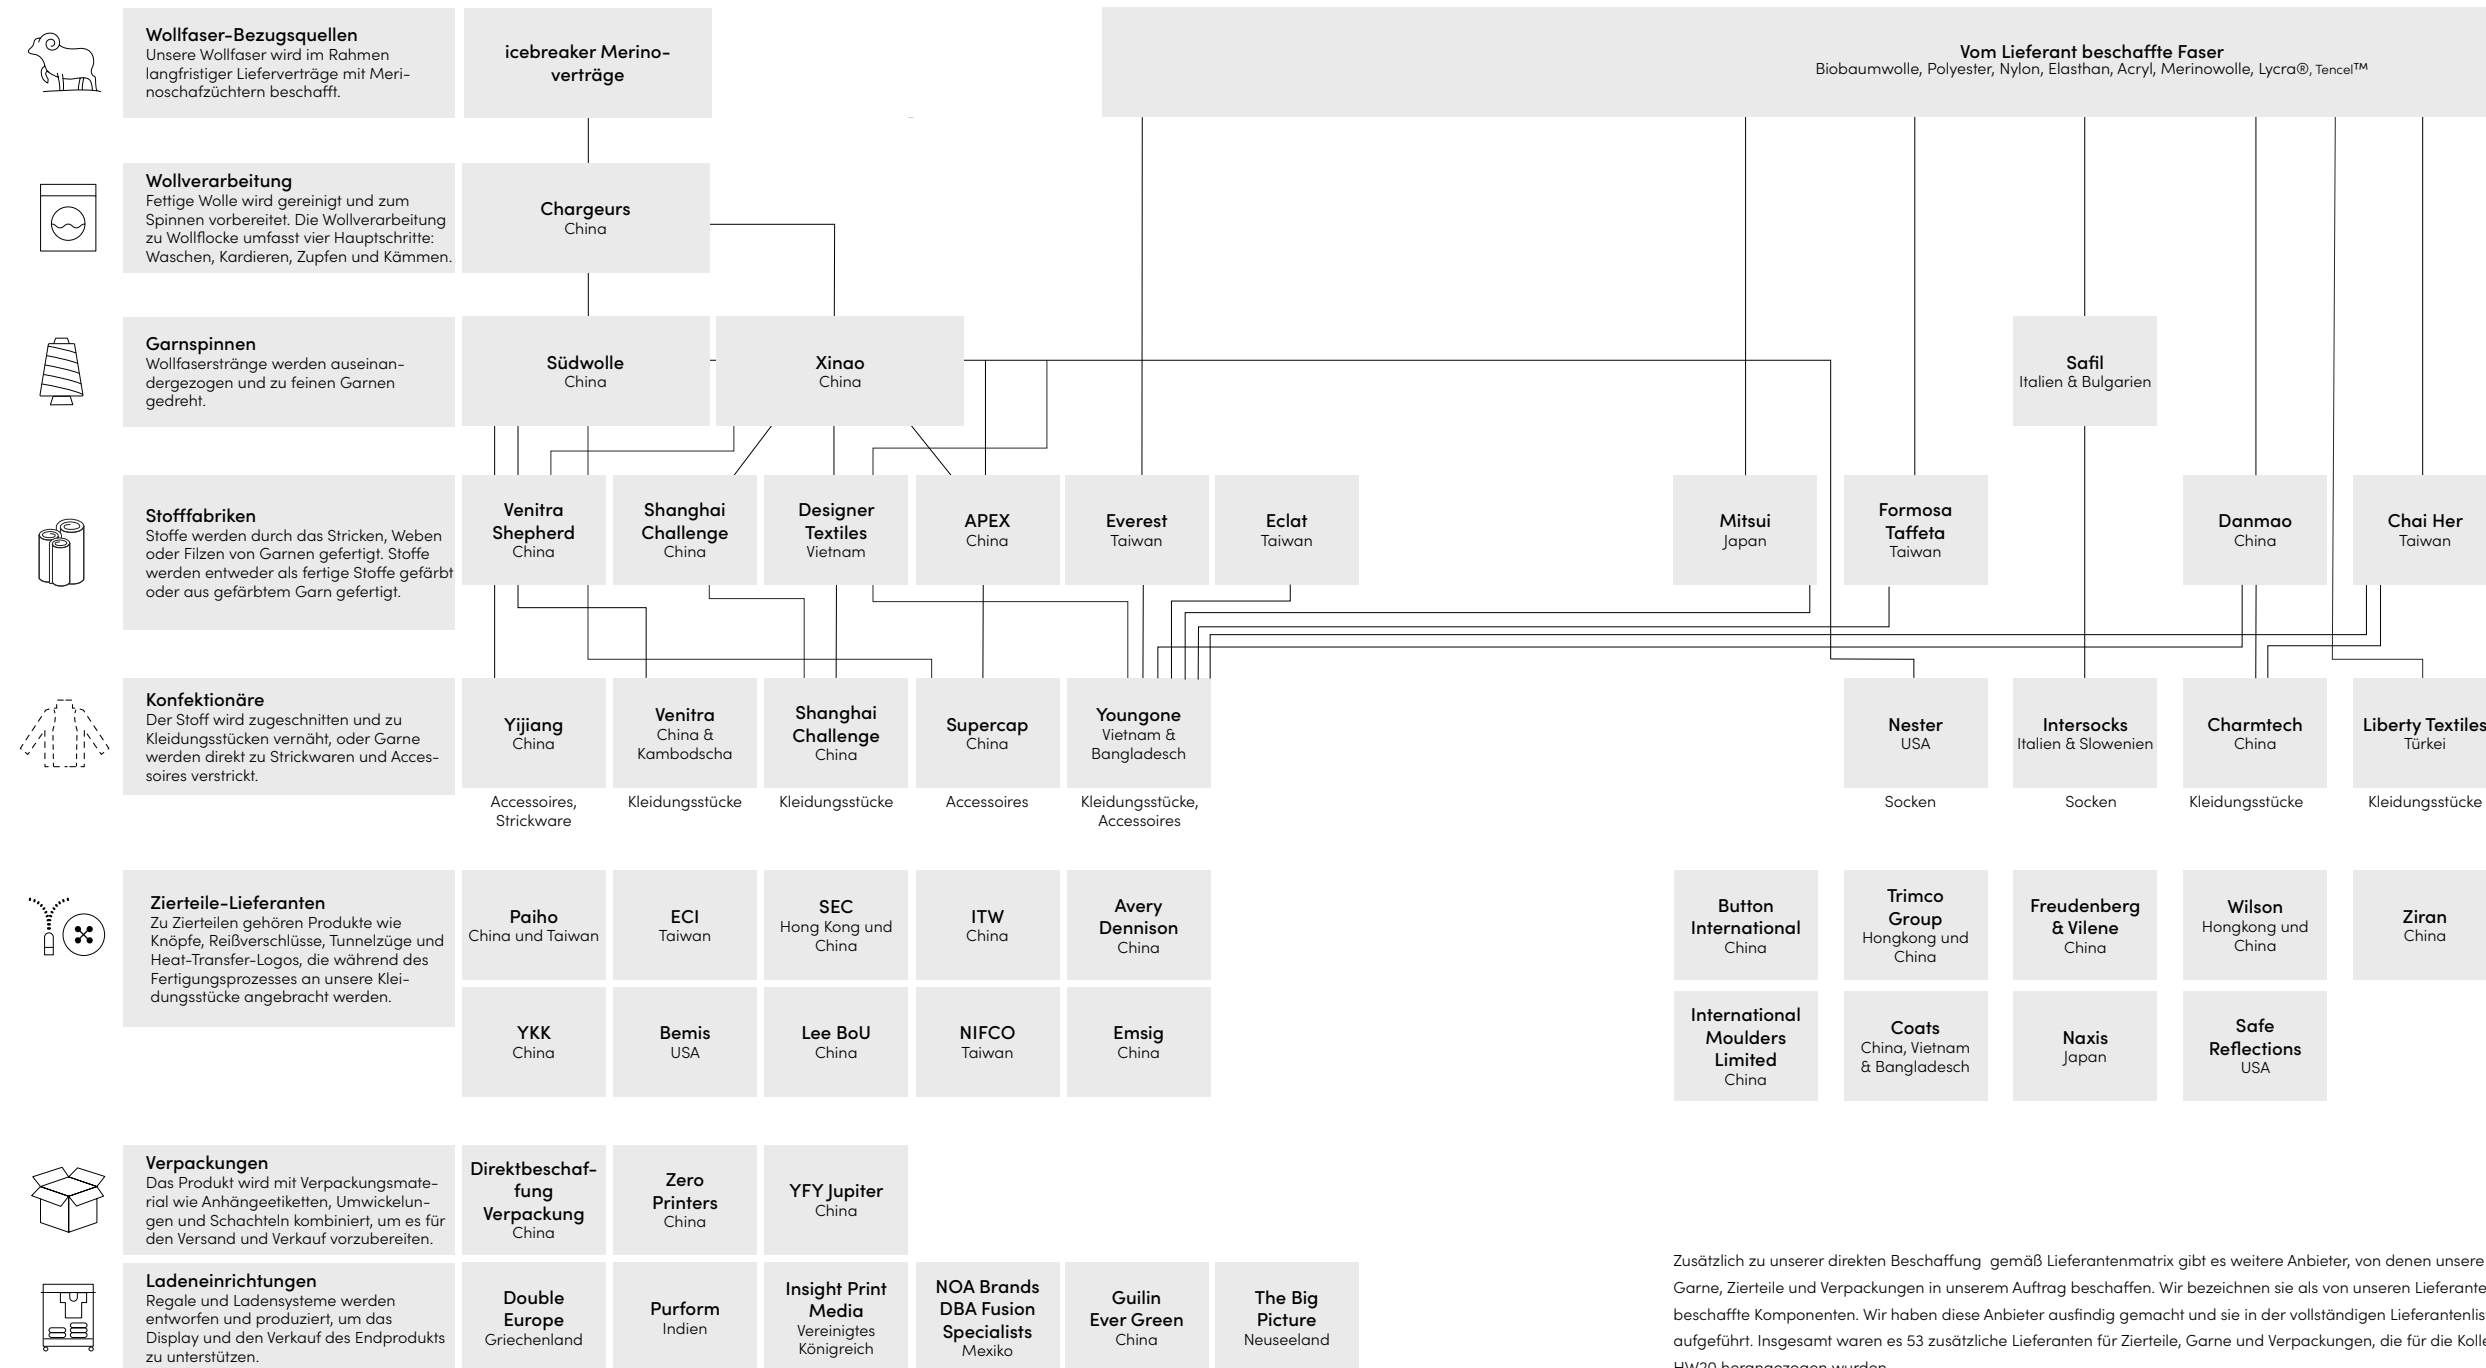 Wollfaser-Bezugsquellen
Unsere Wollfaser wird im Rahmen
langfristiger Lieferverträge mit Meri-
noschafzüchtern beschafft.
icebreaker Merino-
verträge
Vom Lieferant beschaffte Faser
Biobaumwolle, Polyester, Nylon, Elasthan, Acryl, Merinowolle, Lycra®, Tencel™
Wollverarbeitung
Fettige Wolle wird gereinigt und zum
Spinnen vorbereitet. Die Wollverarbeitung
zu Wollflocke umfasst vier Hauptschritte:
Waschen, Kardieren, Zupfen und Kämmen.
Chargeurs
China
Garnspinnen
Wollfaserstränge werden auseinan-
dergezogen und zu feinen Garnen
gedreht.
Südwolle
China
Xinao
China
Safil
Italien & Bulgarien
Stofffabriken
Stoffe werden durch das Stricken, Weben
oder Filzen von Garnen gefertigt. Stoffe
werden entweder als fertige Stoffe gefärbt
oder aus gefärbtem Garn gefertigt.
Venitra
Shepherd
China
Shanghai
Challenge
China
Designer
Textiles
Vietnam
APEX
China
Everest
Taiwan
Eclat
Taiwan
Mitsui
Japan
Formosa
Taffeta
Taiwan
Danmao
China
Chai Her
Taiwan
Konfektionäre
Der Stoff wird zugeschnitten und zu
Kleidungsstücken vernäht, oder Garne
werden direkt zu Strickwaren und Acces-
soires verstrickt.
Yijiang
China
Accessoires,
Strickware
Venitra
China &
Kambodscha
Kleidungsstücke
Shanghai
Challenge
China
Kleidungsstücke
Supercap
China
Accessoires
Youngone
Vietnam &
Bangladesch
Kleidungsstücke,
Accessoires
Nester
USA
Socken
Intersocks
Italien & Slowenien
Socken
Charmtech
China
Kleidungsstücke
Liberty Textiles
Türkei
Kleidungsstücke
Zierteile-Lieferanten
Zu Zierteilen gehören Produkte wie
Knöpfe, Reißverschlüsse, Tunnelzüge und
Heat-Transfer-Logos, die während des
Fertigungsprozesses an unsere Klei-
dungsstücke angebracht werden.
Paiho
China und Taiwan
ECI
Taiwan
SEC
Hong Kong und
China
ITW
China
Avery
Dennison
China
Button
International
China
Trimco
Group
Hongkong und
China
Freudenberg
& Vilene
China
Wilson
Hongkong und
China
Ziran
China
YKK
China
Bemis
USA
Lee BoU
China
NIFCO
Taiwan
Emsig
China
International
Moulders
Limited
China
Coats
China, Vietnam
& Bangladesch
Naxis
Japan
Safe
Reflections
USA
Verpackungen
Das Produkt wird mit Verpackungsmate-
rial wie Anhängeetiketten, Umwickelun-
gen und Schachteln kombiniert, um es für
den Versand und Verkauf vorzubereiten.
Direktbeschaf-
fung
Verpackung
China
Zero
Printers
China
YFY Jupiter
China
Ladeneinrichtungen
Regale und Ladensysteme werden
entworfen und produziert, um das
Display und den Verkauf des Endprodukts
zu unterstützen.
Double
Europe
Griechenland
Purform
Indien
Insight Print
Media
Vereinigtes
Königreich
NOA Brands
DBA Fusion
Specialists
Mexiko
Guilin
Ever Green
China
The Big
Picture
Neuseeland
Zusätzlich zu unserer direkten Beschaffung gemäß Lieferantenmatrix gibt es weitere Anbieter, von denen unsere
Garne, Zierteile und Verpackungen in unserem Auftrag beschaffen. Wir bezeichnen sie als von unseren
beschaffte Komponenten. Wir haben diese Anbieter ausfindig gemacht und sie in der vollständigen
aufgeführt. Insgesamt waren es 53 zusätzliche Lieferanten für Zierteile, Garne und Verpackungen, die für die
HW20 herangezogen wurden